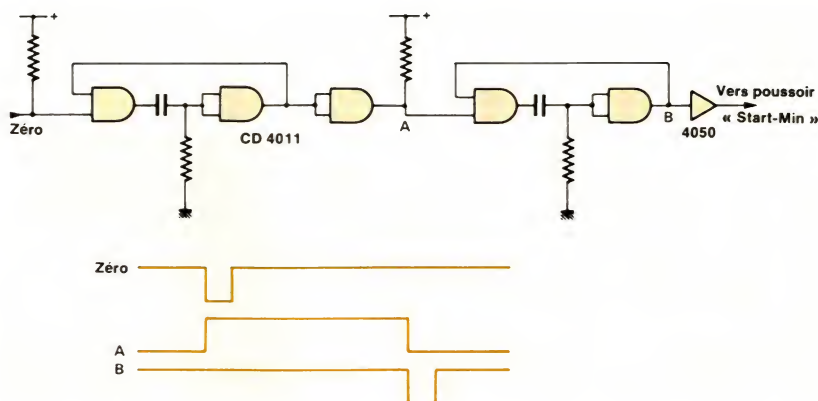 +
+
Zéro
CD 4011
A
B
4050
Vers poussoir
« Start-Min »
Zéro
A
B